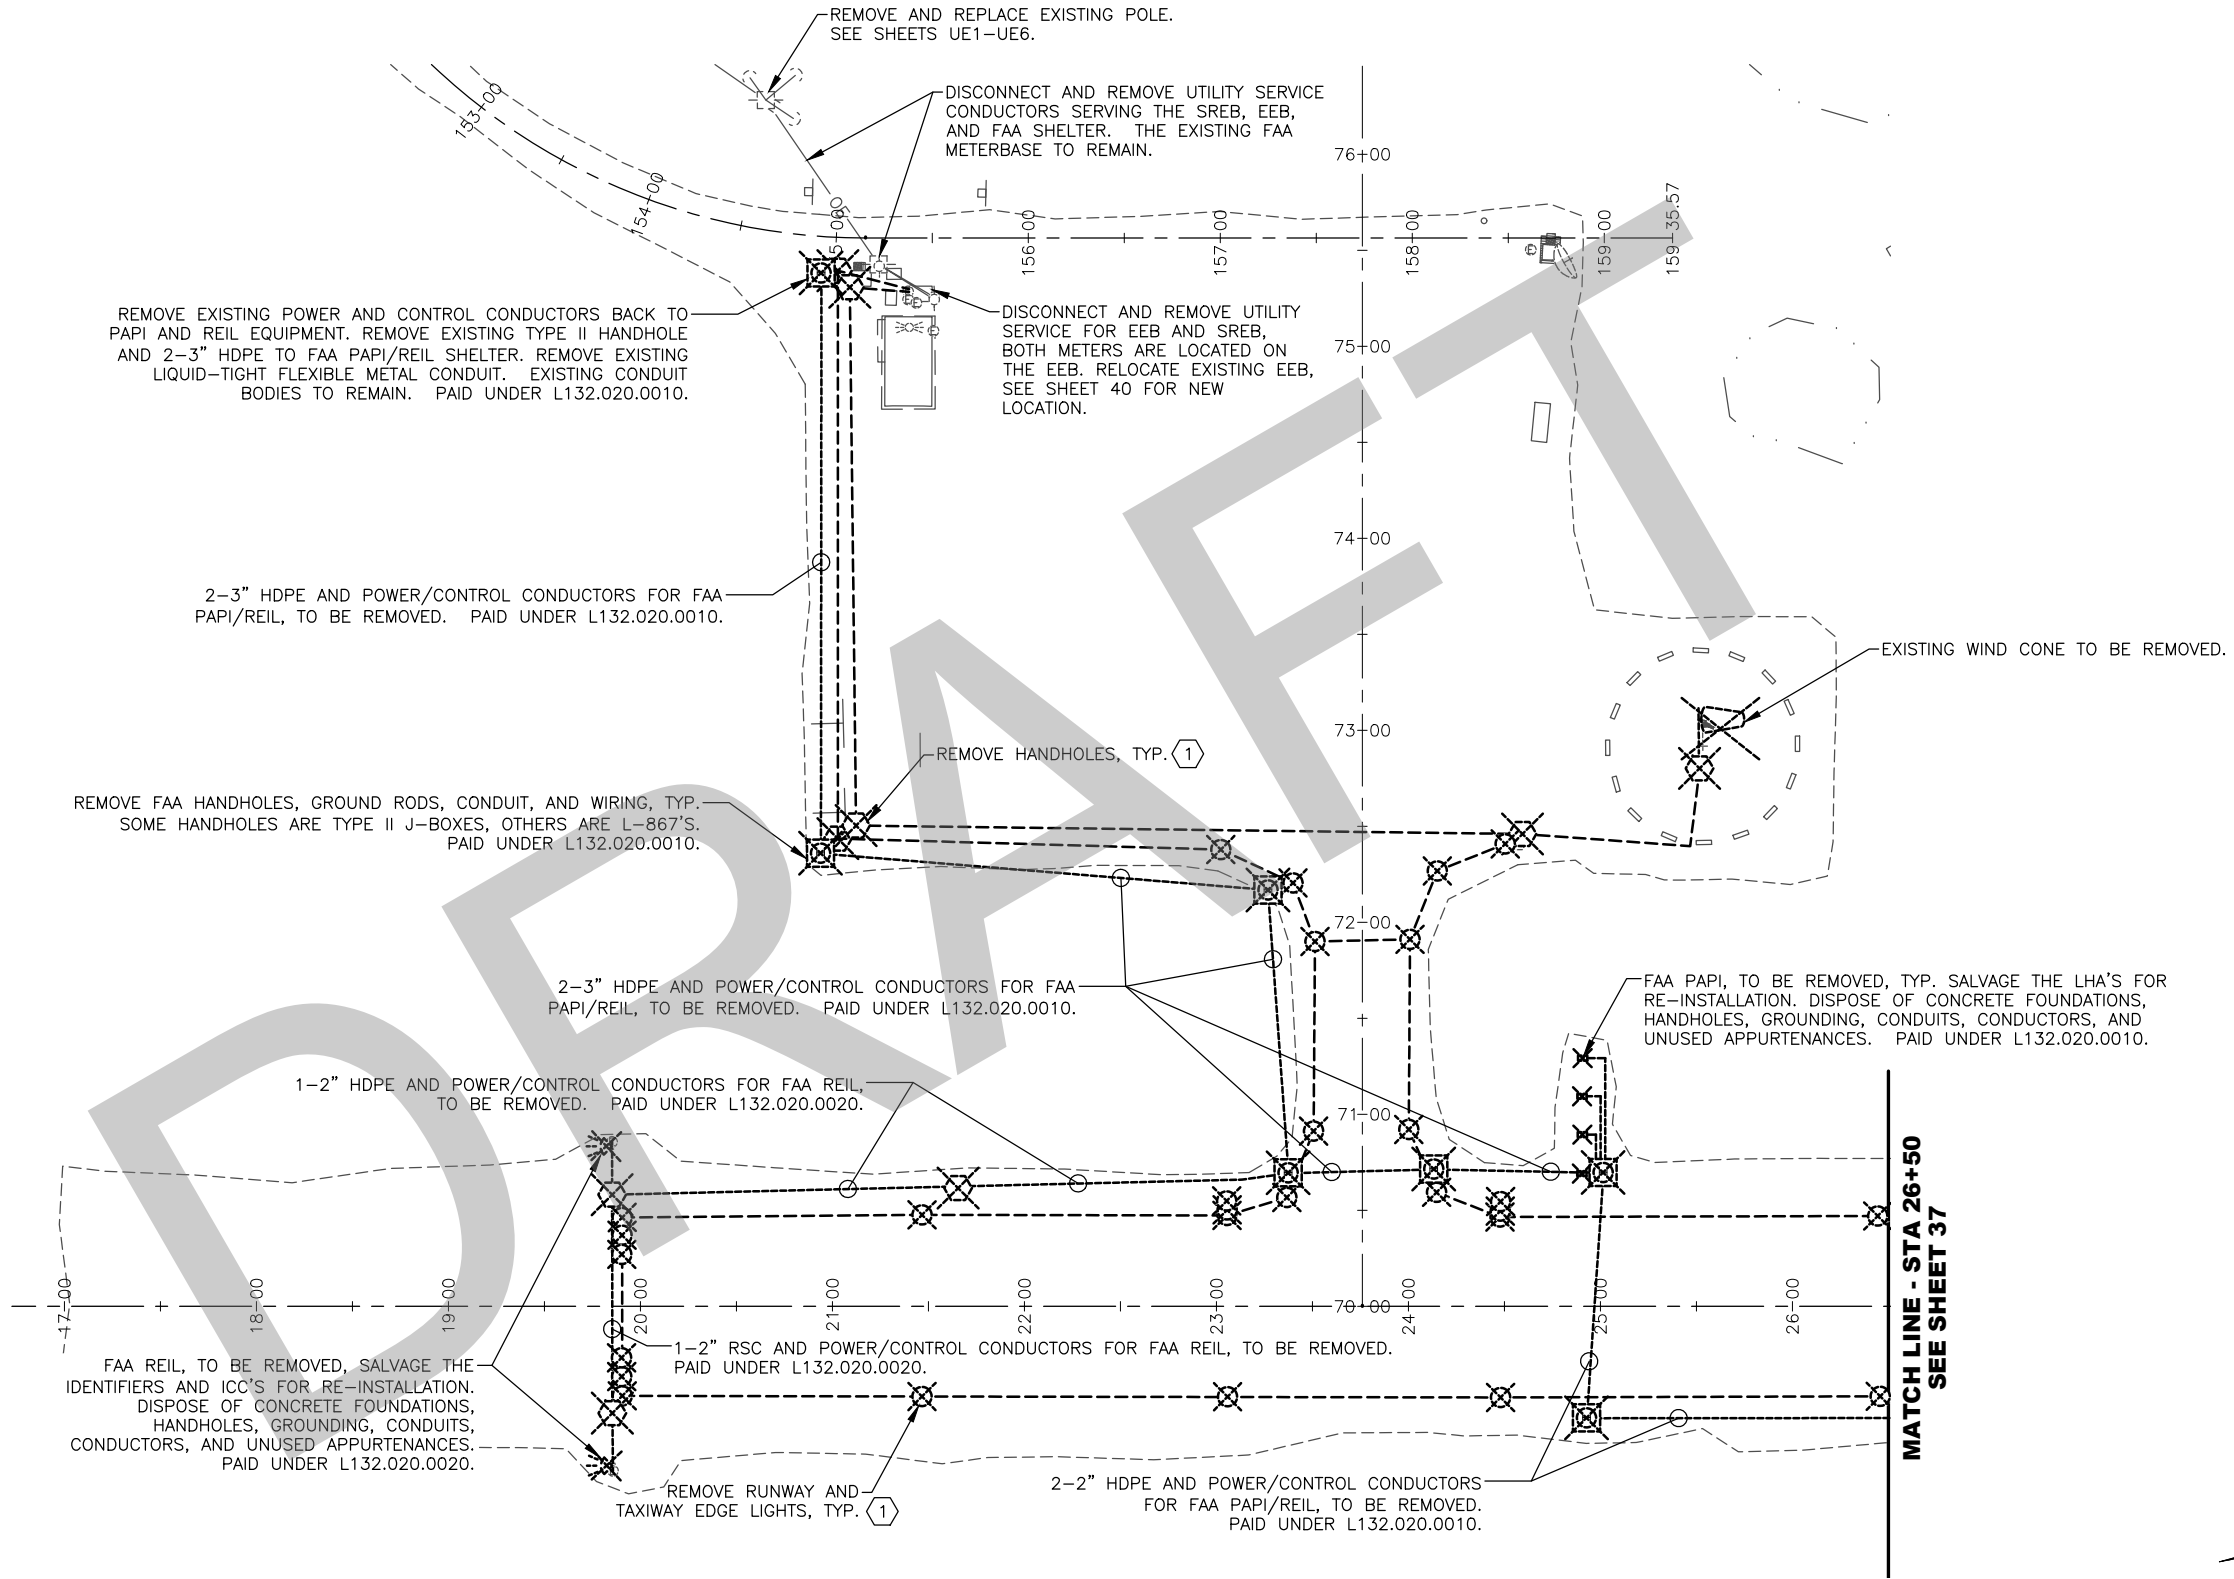 REMOVE AND REPLACE EXISTING POLE.
SEE SHEETS UE1-UE6.
DISCONNECT AND REMOVE UTILITY SERVICE
CONDUCTORS SERVING THE SREB, EEB,
AND FAA SHELTER. THE EXISTING FAA
METERBASE TO REMAIN.
153+00
154+00
156+00
157+00
158+00
159+00
159+35.57
76+00
75+00
74+00
73+00
72+00
71+00
70+00
REMOVE EXISTING POWER AND CONTROL CONDUCTORS BACK TO
PAPI AND REIL EQUIPMENT. REMOVE EXISTING TYPE II HANDHOLE
AND 2-3" HDPE TO FAA PAPI/REIL SHELTER. REMOVE EXISTING
LIQUID-TIGHT FLEXIBLE METAL CONDUIT. EXISTING CONDUIT
BODIES TO REMAIN. PAID UNDER L132.020.0010.
DISCONNECT AND REMOVE UTILITY
SERVICE FOR EEB AND SREB,
BOTH METERS ARE LOCATED ON
THE EEB. RELOCATE EXISTING EEB,
SEE SHEET 40 FOR NEW
LOCATION.
2-3" HDPE AND POWER/CONTROL CONDUCTORS FOR FAA
PAPI/REIL, TO BE REMOVED. PAID UNDER L132.020.0010.
EXISTING WIND CONE TO BE REMOVED.
REMOVE HANDHOLES, TYP. 1
REMOVE FAA HANDHOLES, GROUND RODS, CONDUIT, AND WIRING, TYP.
SOME HANDHOLES ARE TYPE II J-BOXES, OTHERS ARE L-867'S.
PAID UNDER L132.020.0010.
2-3" HDPE AND POWER/CONTROL CONDUCTORS FOR FAA
PAPI/REIL, TO BE REMOVED. PAID UNDER L132.020.0010.
FAA PAPI, TO BE REMOVED, TYP. SALVAGE THE LHA'S FOR
RE-INSTALLATION. DISPOSE OF CONCRETE FOUNDATIONS,
HANDHOLES, GROUNDING, CONDUITS, CONDUCTORS, AND
UNUSED APPURTENANCES. PAID UNDER L132.020.0010.
1-2" HDPE AND POWER/CONTROL CONDUCTORS FOR FAA REIL,
TO BE REMOVED. PAID UNDER L132.020.0020.
MATCH LINE - STA 26+50
SEE SHEET 37
47+00
18+00
19+00
20+00
21+00
22+00
23+00
24+00
25+00
26+00
1-2" RSC AND POWER/CONTROL CONDUCTORS FOR FAA REIL, TO BE REMOVED.
PAID UNDER L132.020.0020.
FAA REIL, TO BE REMOVED, SALVAGE THE
IDENTIFIERS AND ICC'S FOR RE-INSTALLATION.
DISPOSE OF CONCRETE FOUNDATIONS,
HANDHOLES, GROUNDING, CONDUITS,
CONDUCTORS, AND UNUSED APPURTENANCES.
PAID UNDER L132.020.0020.
REMOVE RUNWAY AND
TAXIWAY EDGE LIGHTS, TYP. 1
2-2" HDPE AND POWER/CONTROL CONDUCTORS
FOR FAA PAPI/REIL, TO BE REMOVED.
PAID UNDER L132.020.0010.
DRAFT